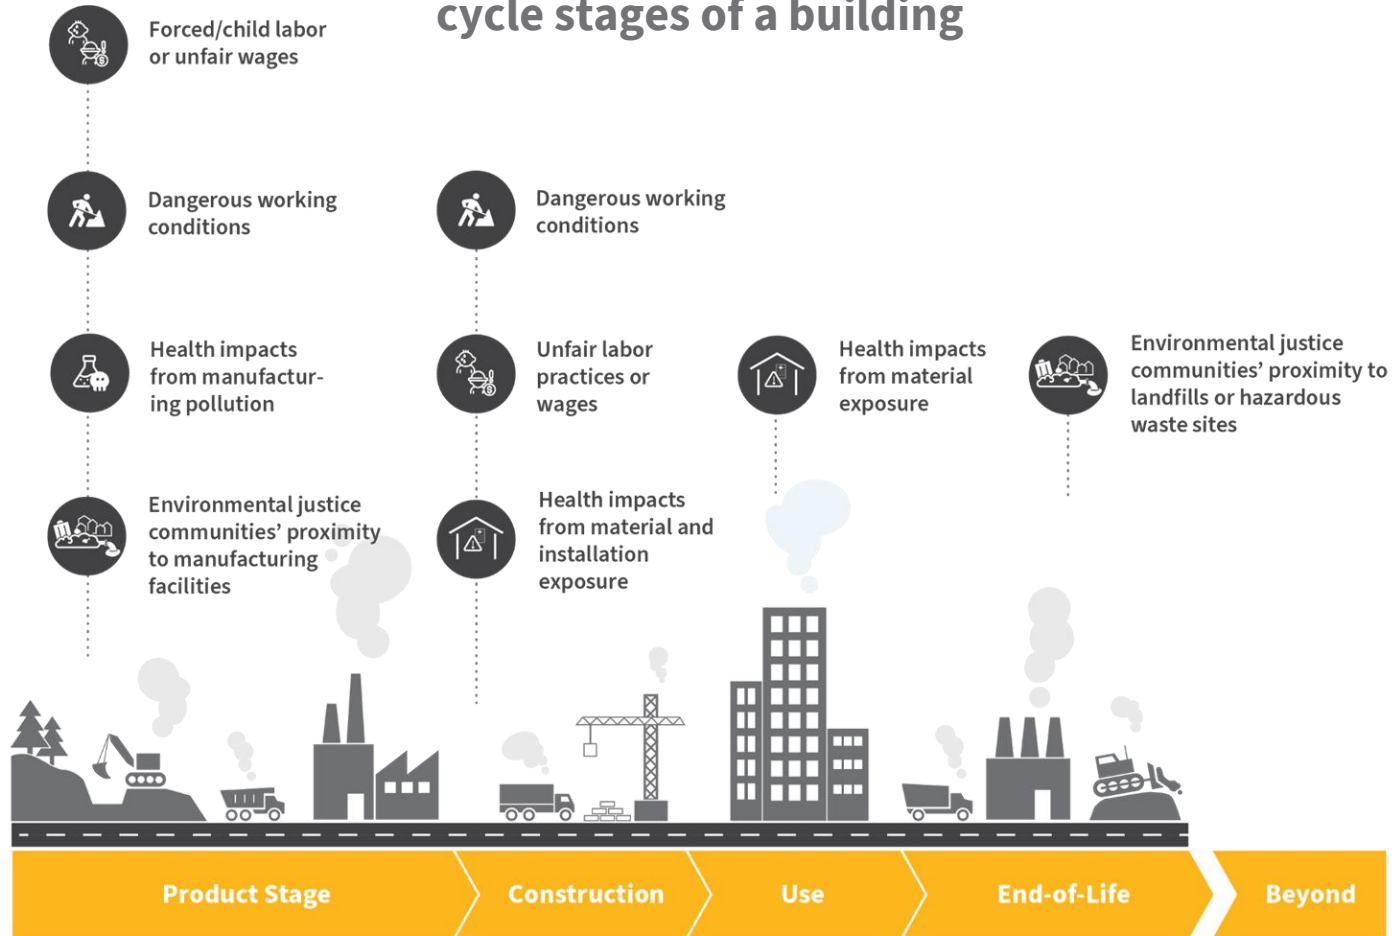 cycle stages of a building
Forced/child labor
or unfair wages
Dangerous working
conditions
Health impacts
from manufactur-
ing pollution
Environmental justice
communities’ proximity
to manufacturing
facilities
Dangerous working
conditions
Unfair labor
practices or
wages
Health impacts
from material and
installation
exposure
Health impacts
from material
exposure
Environmental justice
communities’ proximity to
landfills or hazardous
waste sites
Product Stage
Construction
Use
End-of-Life
Beyond